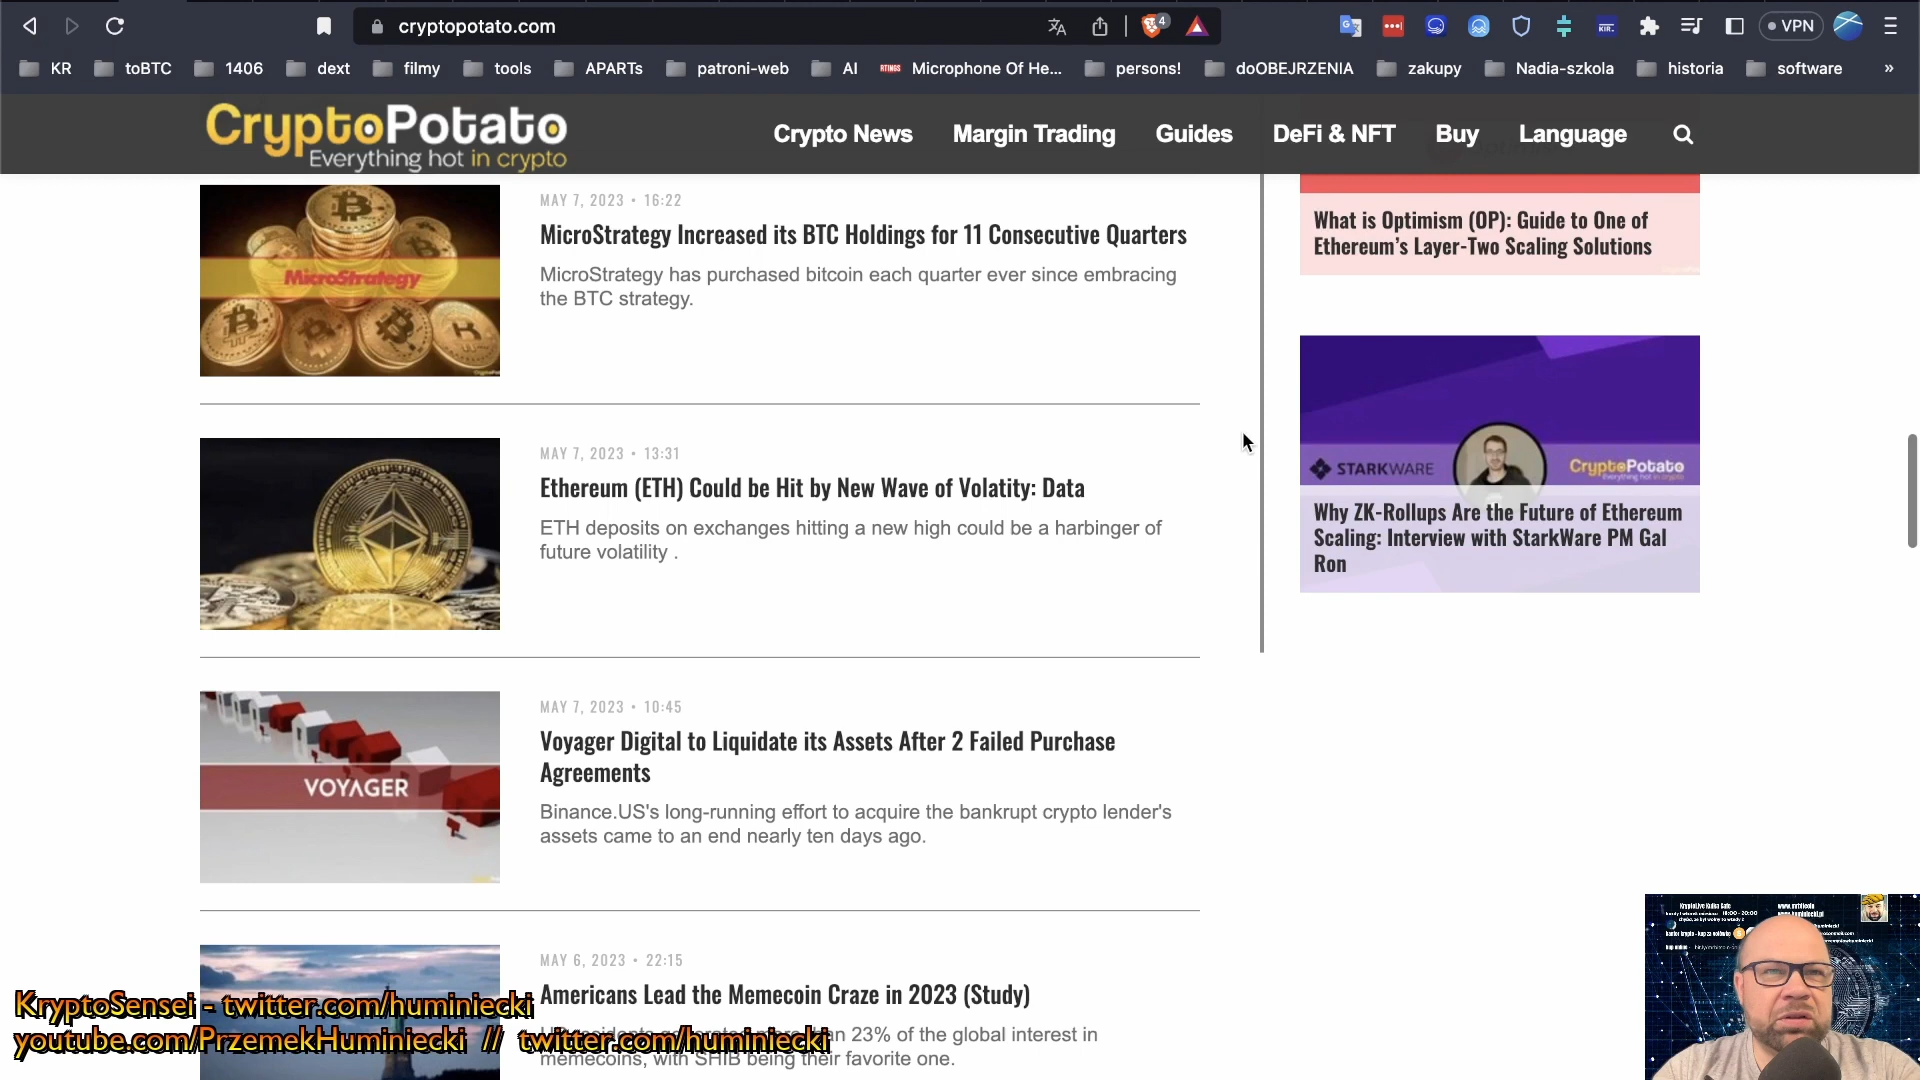 cryptopotato.com
4
VPN
KR
toBTC
1406
dext
filmy
tools
APARTs
patroni-web
AI
RTINGS Microphone Of He...
persons!
doOBEJRZENIA
zakupy
Nadia-szkola
historia
software
»
CryptoPotato
Everything hot in crypto
Crypto News
Margin Trading
Guides
DeFi & NFT
Buy
Language
MAY 7, 2023 • 16:22
MicroStrategy Increased its BTC Holdings for 11 Consecutive Quarters
MicroStrategy has purchased bitcoin each quarter ever since embracing
the BTC strategy.
MicroStrategy
MAY 7, 2023 • 13:31
Ethereum (ETH) Could be Hit by New Wave of Volatity: Data
ETH deposits on exchanges hitting a new high could be a harbinger of
future volatility .
MAY 7, 2023 • 10:45
Voyager Digital to Liquidate its Assets After 2 Failed Purchase
Agreements
Binance.US's long-running effort to acquire the bankrupt crypto lender's
assets came to an end nearly ten days ago.
VOYAGER
MAY 6, 2023 • 22:15
Americans Lead the Memecoin Craze in 2023 (Study)
an 23% of the global interest in
memecoins, with SHIB being their favorite one.
What is Optimism (OP): Guide to One of
Ethereum's Layer-Two Scaling Solutions
STARKWARE
CryptoPotato
Why ZK-Rollups Are the Future of Ethereum
Scaling: Interview with StarkWare PM Gal
Ron
KryptoSensei - twitter.com/huminiecki
youtube.com/PrzemekHuminiecki // twitter.com/huminiecki